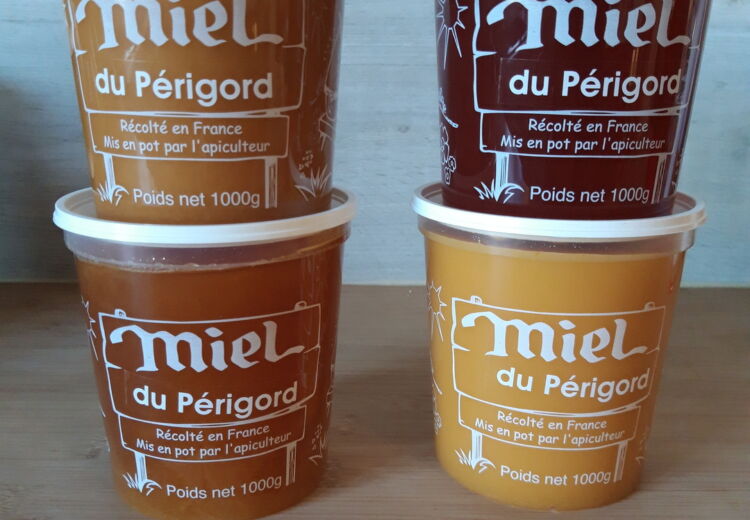 Miel
du Périgord
Récolté en France
Mis en pot par l'apiculteur
Poids net 1000g
Miel
du Périgord
Récolté en France
Mis en pot par l'apiculteur
Poids net 1000g
Miel
du Périgord
Récolté en France
Mis en pot par l'apiculteur
Poids net 1000g
Miel
du Périgord
Récolté en France
Mis en pot par l'apiculteur
Poids net 1000g